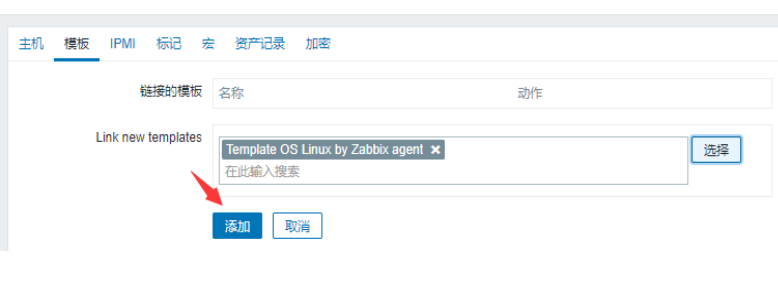 主机 模板 IPMI 标记 宏 资产记录 加密
链接的模板 名称 动作
Link new templates Template OS Linux by Zabbix agent × 选择
在此输入搜索
添加 取消